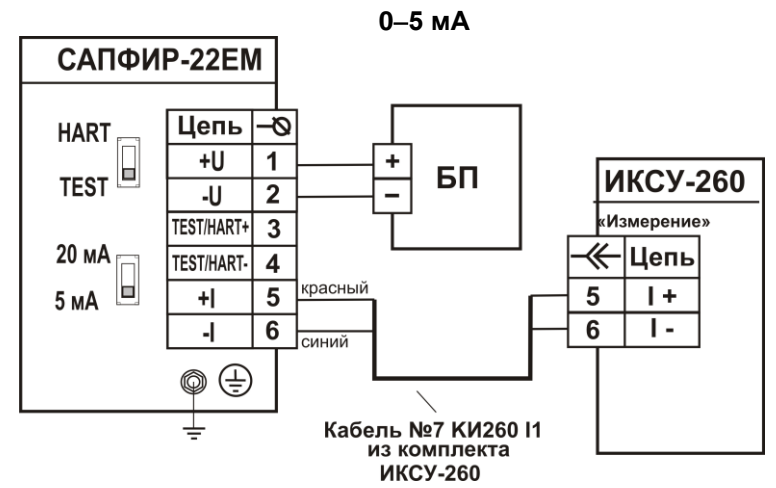 0–5 мА
САПФИР-22ЕМ
HART
TEST
20 мА
5 мА
Цепь
+U 1
-U 2
TEST/HART+ 3
TEST/HART- 4
+I 5
-I 6
красный
синий
+
−
БП
ИКСУ-260
«Измерение»
Цепь
5 I +
6 I -
Кабель №7 КИ260 I1
из комплекта
ИКСУ-260